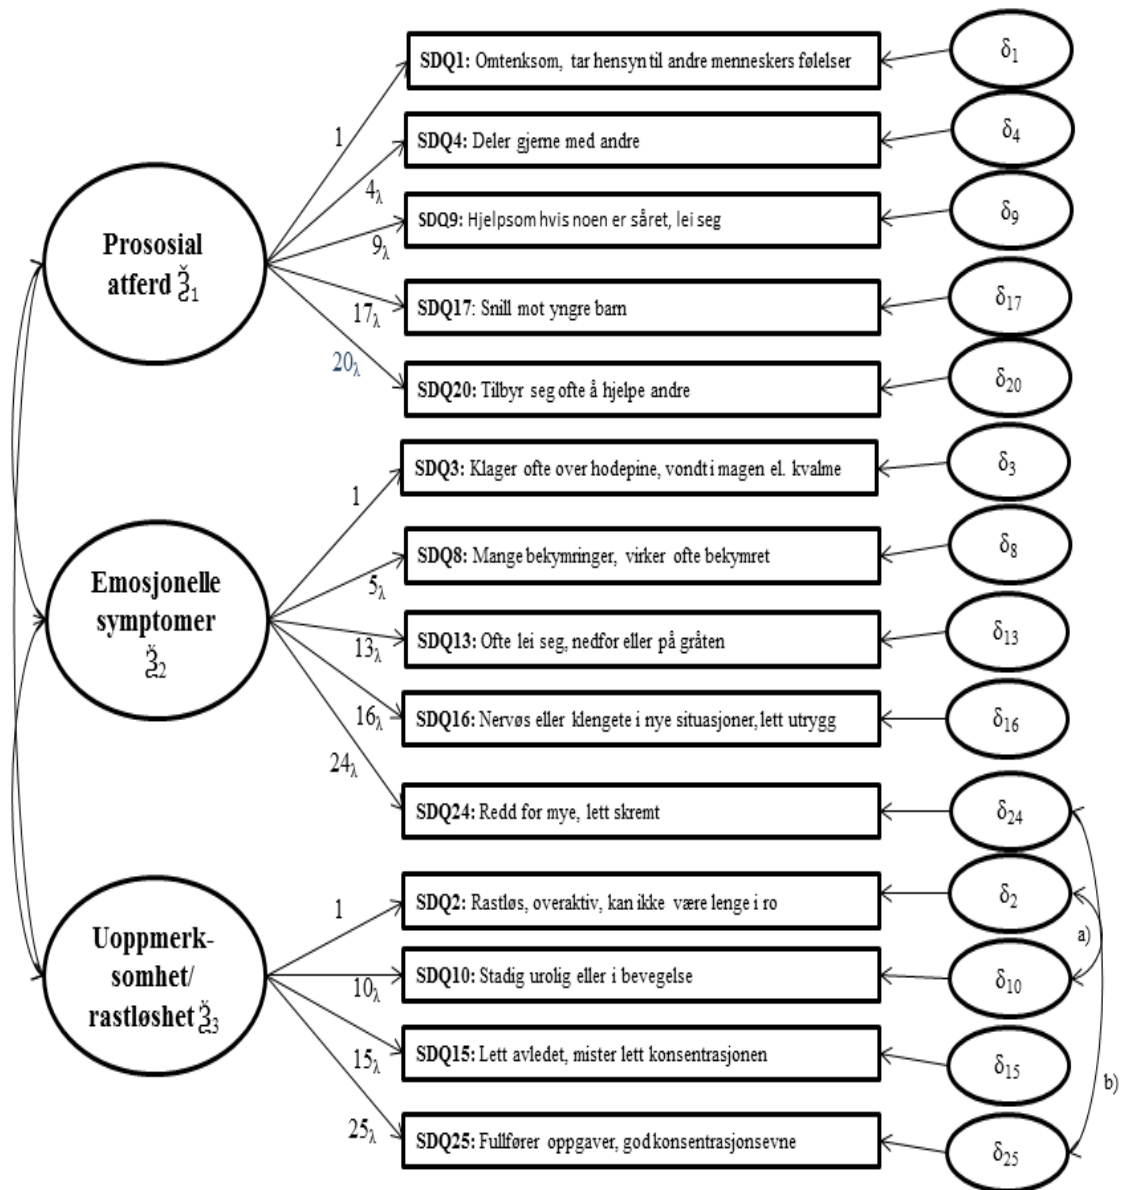 SDQ1: Omtenksom, tar hensyn til andre menneskers følelser
δ1
1
SDQ4: Deler gjerne med andre
δ4
4λ
Prososial
atferd Ѯ̌1
SDQ9: Hjelpsom hvis noen er såret, lei seg
δ9
9λ
SDQ17: Snill mot yngre barn
δ17
17λ
SDQ20: Tilbyr seg ofte å hjelpe andre
δ20
20λ
SDQ3: Klager ofte over hodepine, vondt i magen el. kvalme
δ3
1
SDQ8: Mange bekymringer, virker ofte bekymret
δ8
5λ
Emosjonelle
symptomer
Ѯ̌2
SDQ13: Ofte lei seg, nedfor eller på gråten
δ13
13λ
SDQ16: Nervøs eller klengete i nye situasjoner, lett utrygg
δ16
16λ
SDQ24: Redd for mye, lett skremt
δ24
24λ
SDQ2: Rastløs, overaktiv, kan ikke være lenge i ro
δ2
1
a)
Uoppmerk-
somhet/
rastløshet Ѯ̌3
SDQ10: Stadig urolig eller i bevegelse
δ10
10λ
SDQ15: Lett avledet, mister lett konsentrasjonen
δ15
15λ
b)
SDQ25: Fullfører oppgaver, god konsentrasjonsevne
δ25
25λ